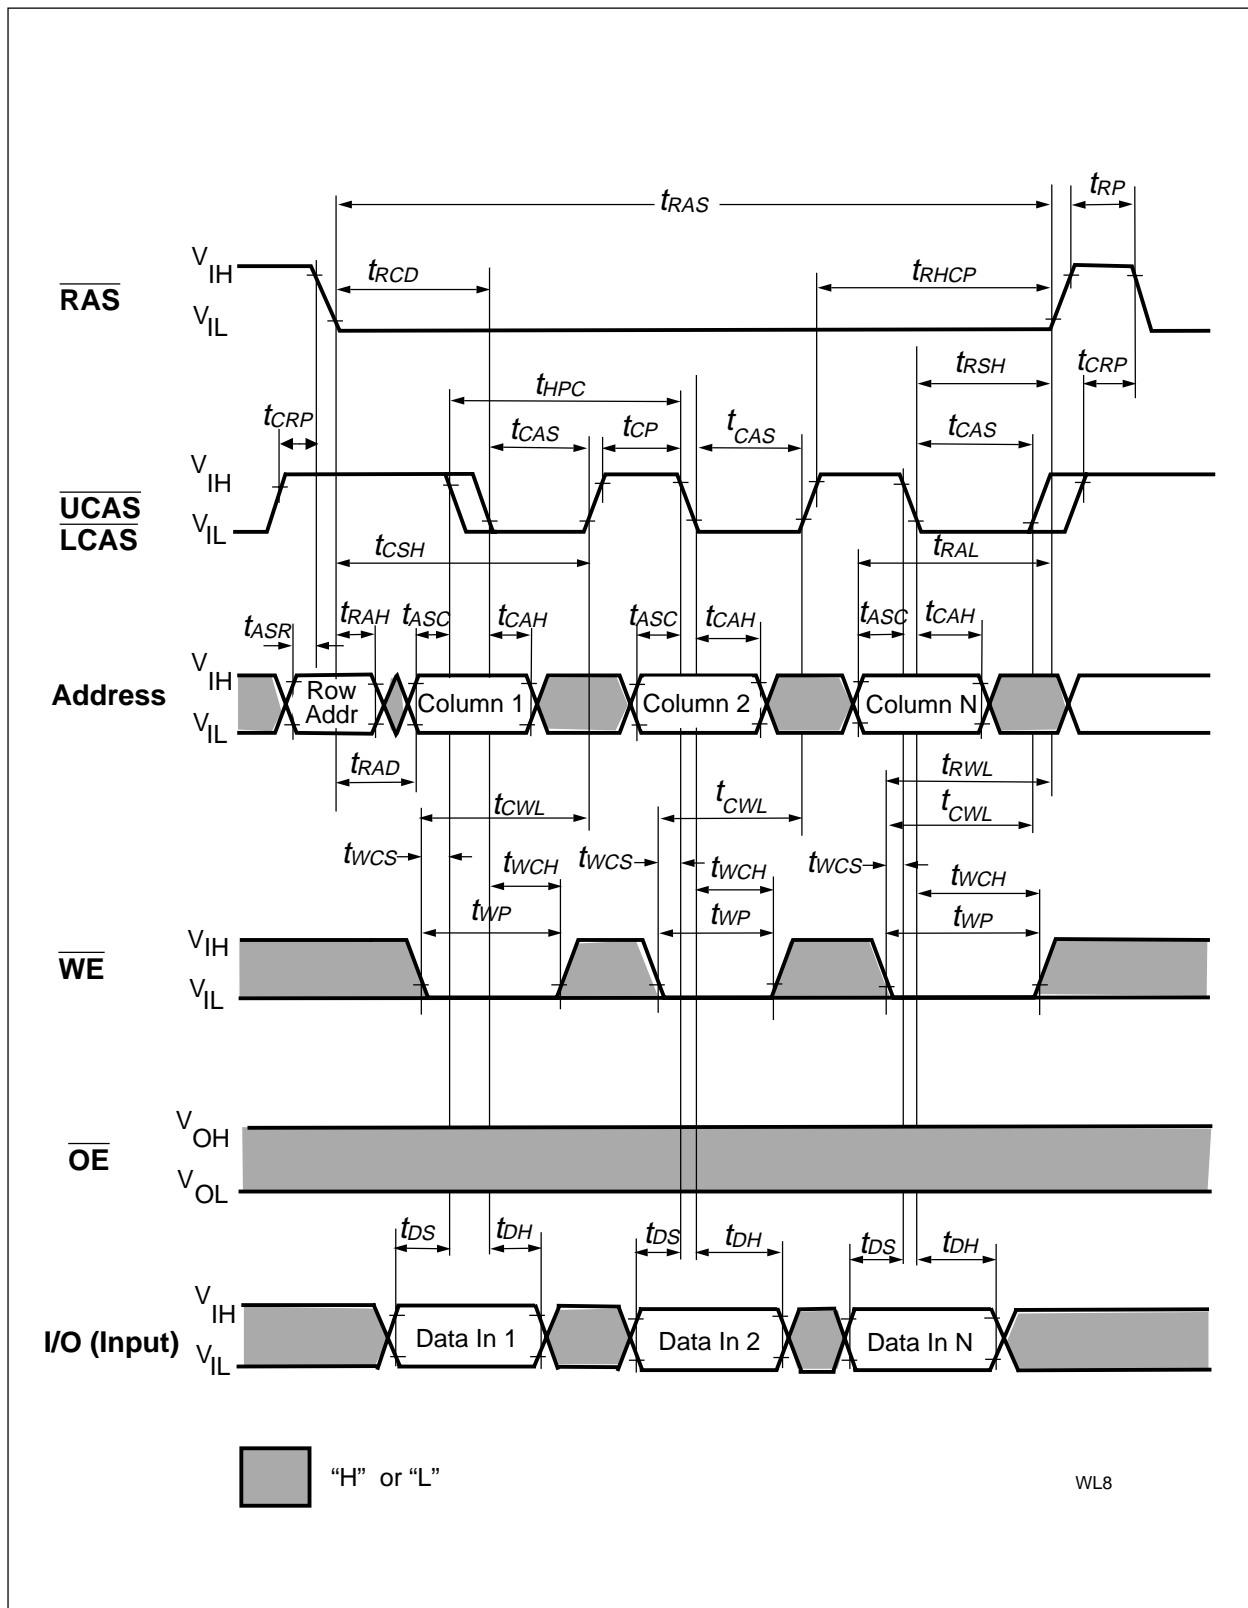 tRAS
tRP
VIH
tRCD
tRHCP
RAS
VIL
tRSH
tCRP
tHPC
tCRP
tCAS
tCP
tCAS
tCAS
VIH
UCAS
LCAS
VIL
tCSH
tRAL
tASR
tRAH
tASC
tCAH
tASC
tCAH
tASC
tCAH
VIH
Address
Row
Addr
Column 1
Column 2
Column N
VIL
tRAD
tRWL
tCWL
tCWL
tCWL
tWCS
tWCH
tWCS
tWCH
tWCS
tWCH
tWP
tWP
tWP
VIH
WE
VIL
VOH
OE
VOL
tDS
tDH
tDS
tDH
tDS
tDH
VIH
I/O (Input)
Data In 1
Data In 2
Data In N
VIL
“H” or “L”
WL8